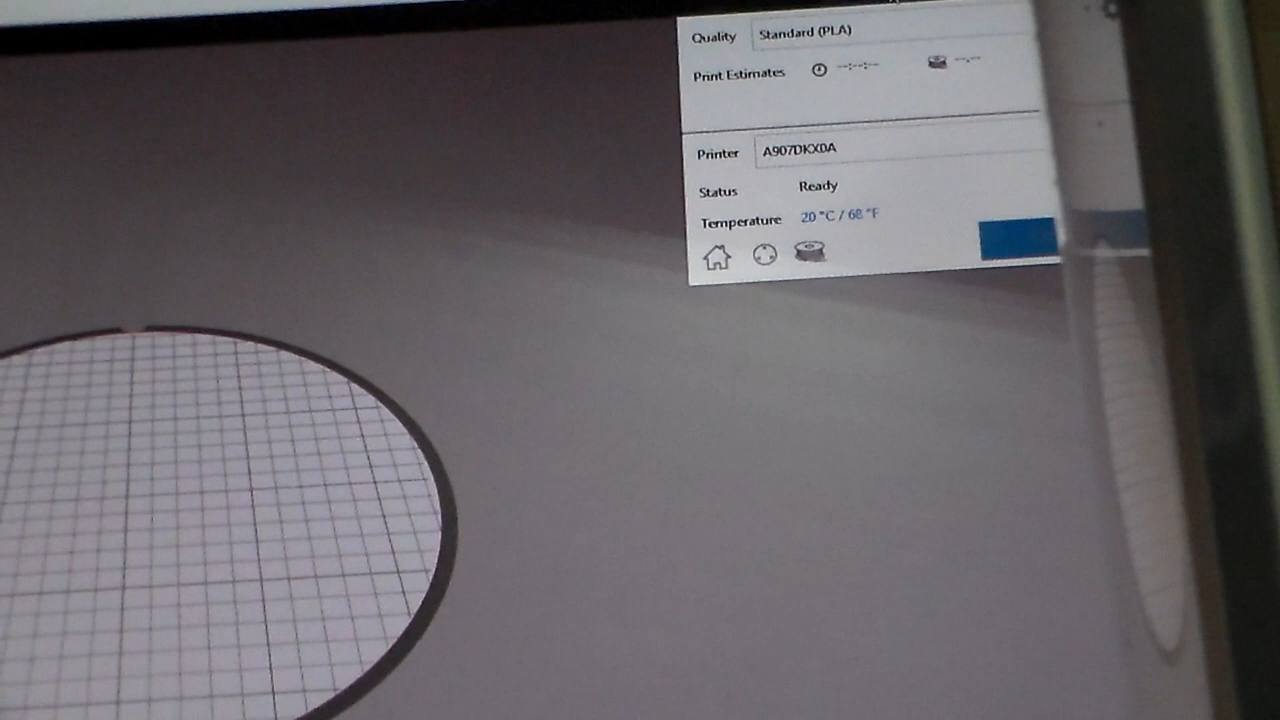 Quality Standard (PLA)
Print Estimates --:--:-- --.--
Printer A907DKX0A
Status Ready
Temperature 20 °C / 68 °F